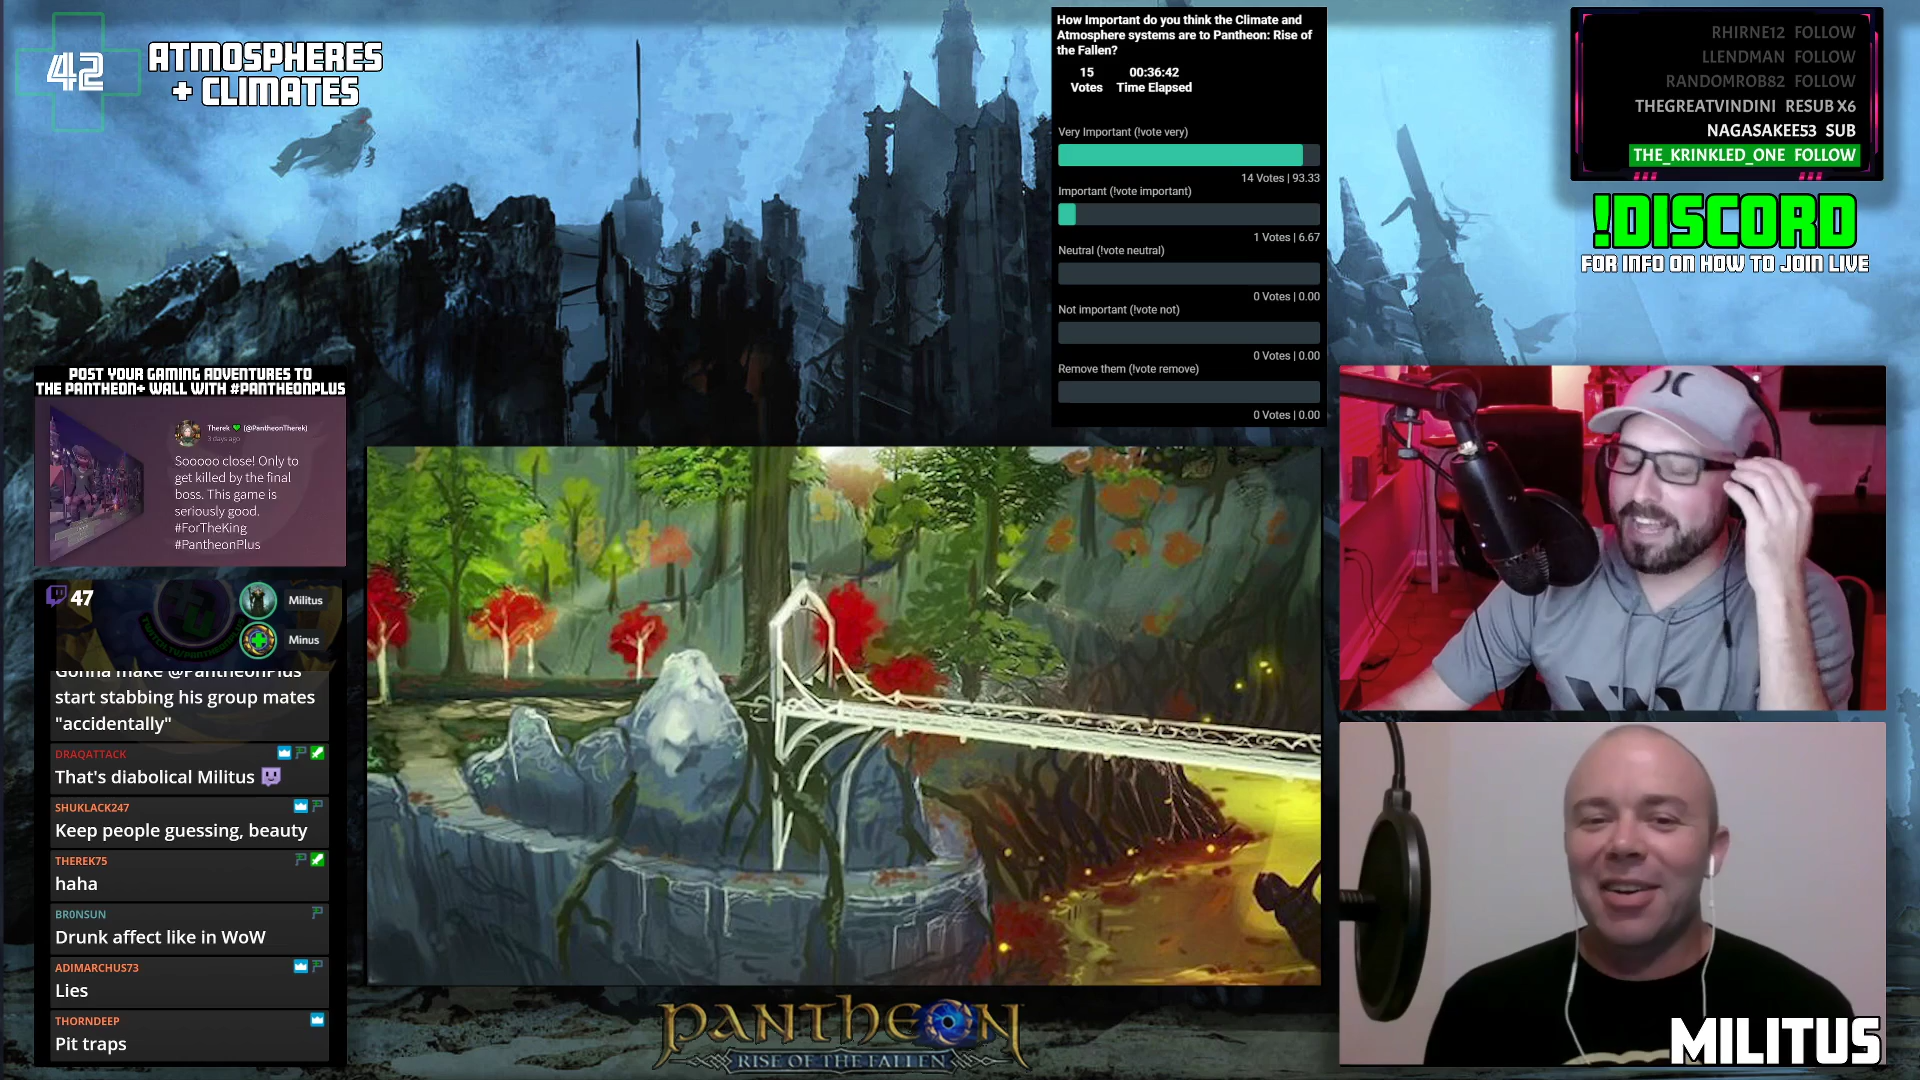 42
ATMOSPHERES
+ CLIMATES
How Important do you think the Climate and
Atmosphere systems are to Pantheon: Rise of
the Fallen?
15 00:36:42
Votes Time Elapsed
Very Important (!vote very)
14 Votes | 93.33
Important (!vote important)
1 Votes | 6.67
Neutral (!vote neutral)
0 Votes | 0.00
Not important (!vote not)
0 Votes | 0.00
Remove them (!vote remove)
0 Votes | 0.00
RHIRNE12 FOLLOW
LLENDMAN FOLLOW
RANDOMROB82 FOLLOW
THEGREATVINDINI RESUB X6
NAGASAKEE53 SUB
THE_KRINKLED_ONE FOLLOW
!DISCORD
FOR INFO ON HOW TO JOIN LIVE
POST YOUR GAMING ADVENTURES TO
THE PANTHEON+ WALL WITH #PANTHEONPLUS
Therek (@PantheonTherek)
3 days ago
Sooooo close! Only to
get killed by the final
boss. This game is
seriously good.
#ForTheKing
#PantheonPlus
47
Militus
Minus
Gonna make @PantheonPlus
start stabbing his group mates
"accidentally"
DRAQATTACK
That's diabolical Militus
SHUKLACK247
Keep people guessing, beauty
THEREK75
haha
BR0NSUN
Drunk affect like in WoW
ADIMARCHUS73
Lies
THORNDEEP
Pit traps
PANTHEON
RISE OF THE FALLEN
MILITUS